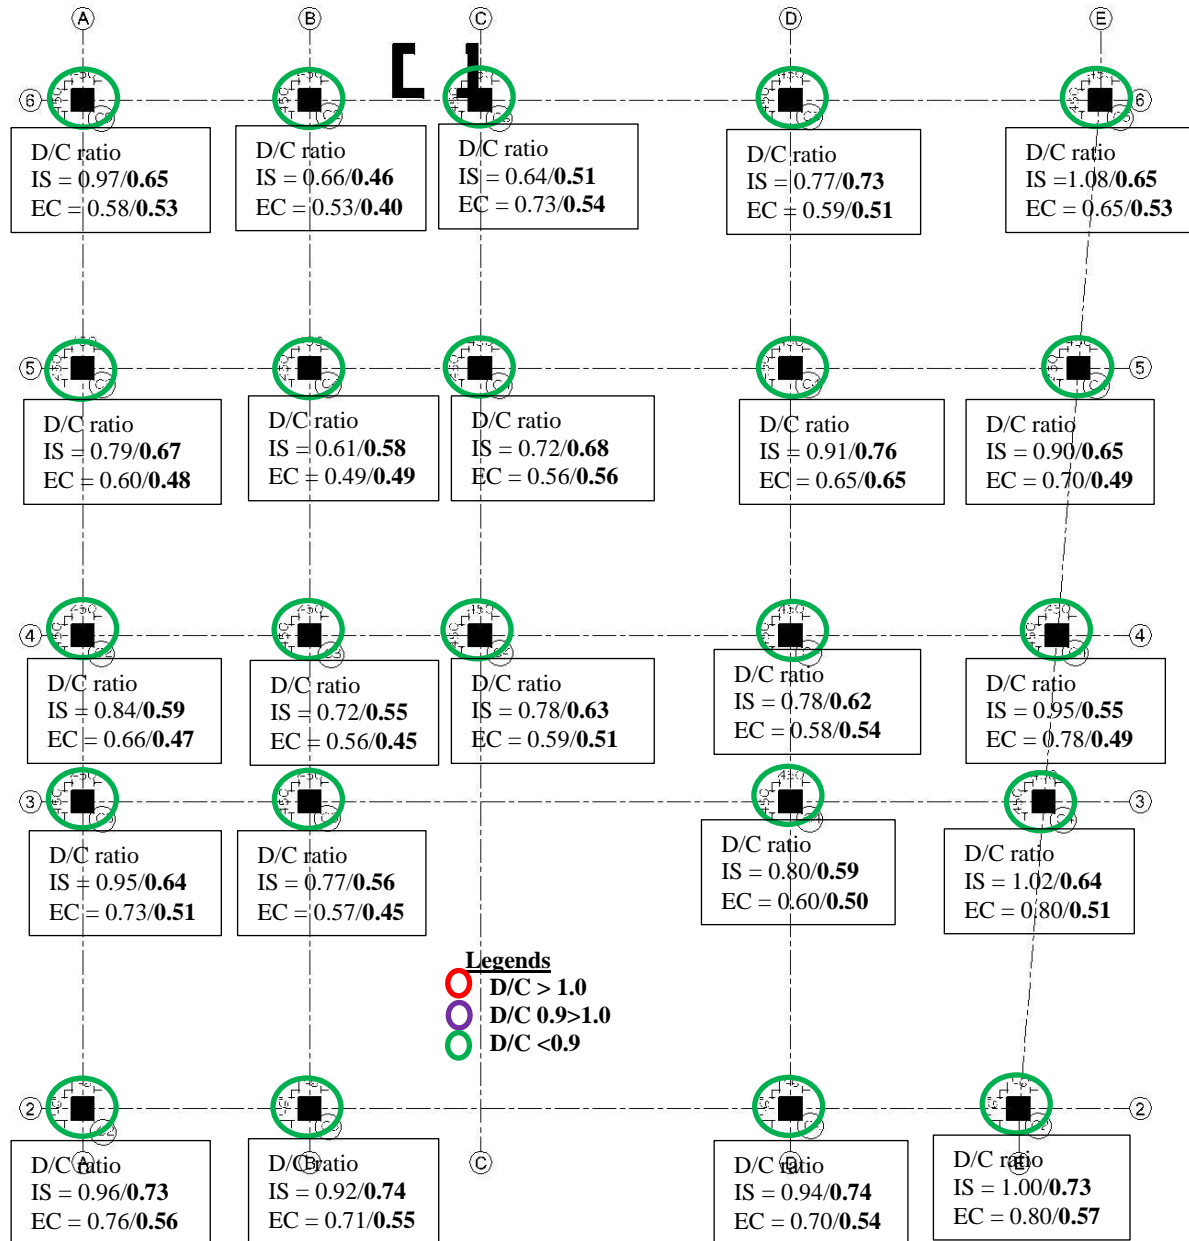 A B C D E
6 6
D/C ratio
IS = 0.97/0.65
EC = 0.58/0.53
D/C ratio
IS = 0.66/0.46
EC = 0.53/0.40
D/C ratio
IS = 0.64/0.51
EC = 0.73/0.54
D/C ratio
IS = 0.77/0.73
EC = 0.59/0.51
D/C ratio
IS =1.08/0.65
EC = 0.65/0.53
5 5
D/C ratio
IS = 0.79/0.67
EC = 0.60/0.48
D/C ratio
IS = 0.61/0.58
EC = 0.49/0.49
D/C ratio
IS = 0.72/0.68
EC = 0.56/0.56
D/C ratio
IS = 0.91/0.76
EC = 0.65/0.65
D/C ratio
IS = 0.90/0.65
EC = 0.70/0.49
4 4
D/C ratio
IS = 0.84/0.59
EC = 0.66/0.47
D/C ratio
IS = 0.72/0.55
EC = 0.56/0.45
D/C ratio
IS = 0.78/0.63
EC = 0.59/0.51
D/C ratio
IS = 0.78/0.62
EC = 0.58/0.54
D/C ratio
IS = 0.95/0.55
EC = 0.78/0.49
3 3
D/C ratio
IS = 0.95/0.64
EC = 0.73/0.51
D/C ratio
IS = 0.77/0.56
EC = 0.57/0.45
D/C ratio
IS = 0.80/0.59
EC = 0.60/0.50
D/C ratio
IS = 1.02/0.64
EC = 0.80/0.51
Legends
D/C > 1.0
D/C 0.9>1.0
D/C <0.9
2 2
D/C ratio
IS = 0.96/0.73
EC = 0.76/0.56
D/C ratio
IS = 0.92/0.74
EC = 0.71/0.55
D/C ratio
IS = 0.94/0.74
EC = 0.70/0.54
D/C ratio
IS = 1.00/0.73
EC = 0.80/0.57
A B C D E